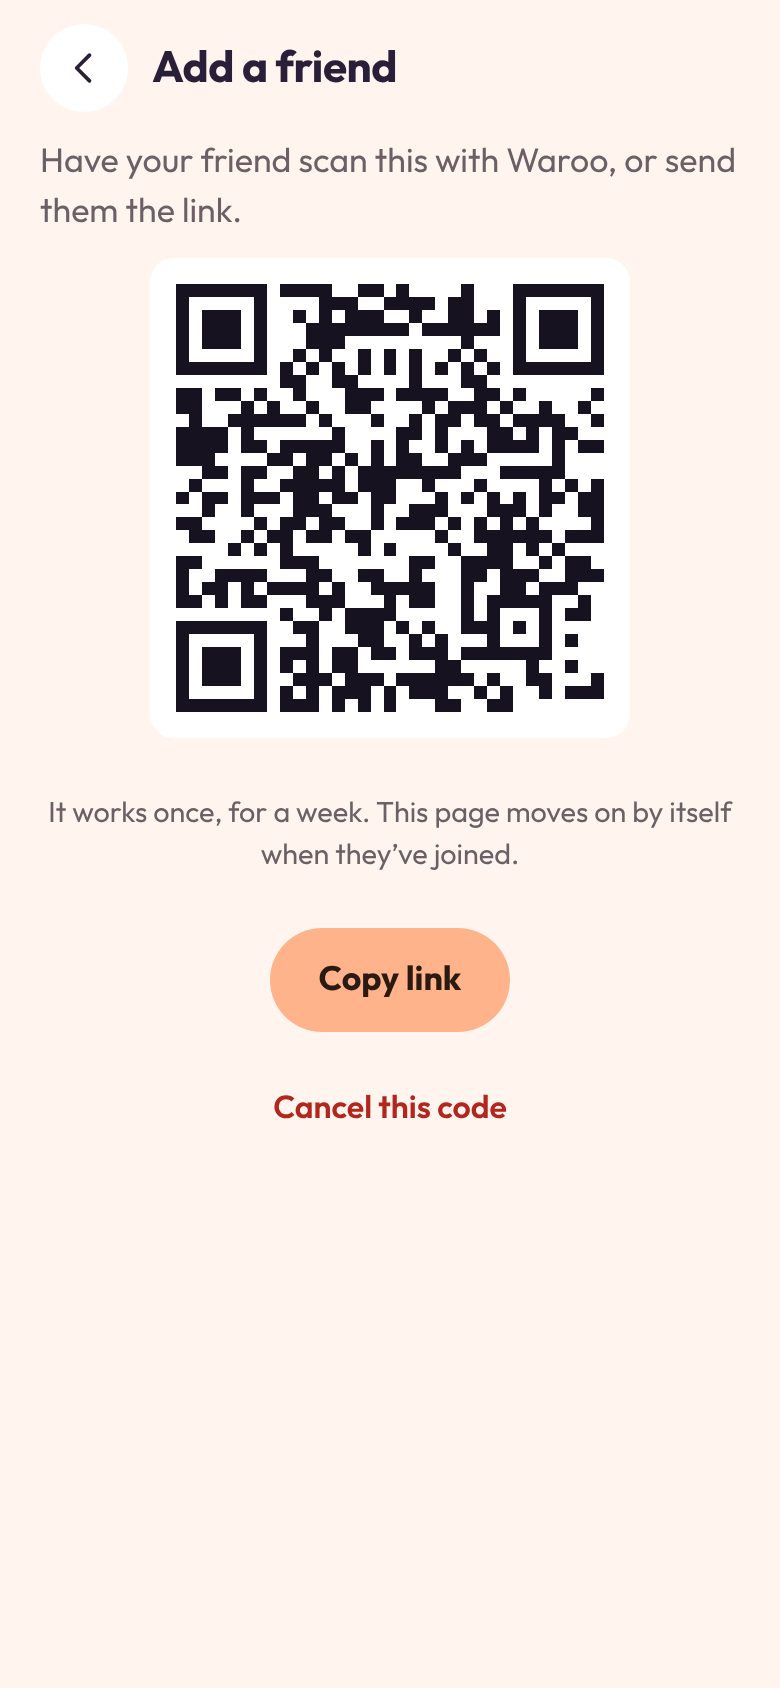 Add a friend
Have your friend scan this with Waroo, or send
them the link.
It works once, for a week. This page moves on by itself
when they’ve joined.
Copy link
Cancel this code